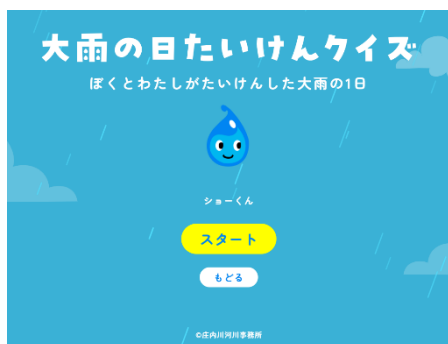 大雨の日たいけんクイズ
ぼくとわたしがたいけんした大雨の1日
ショーくん
スタート
もどる
©庄内川河川事務所